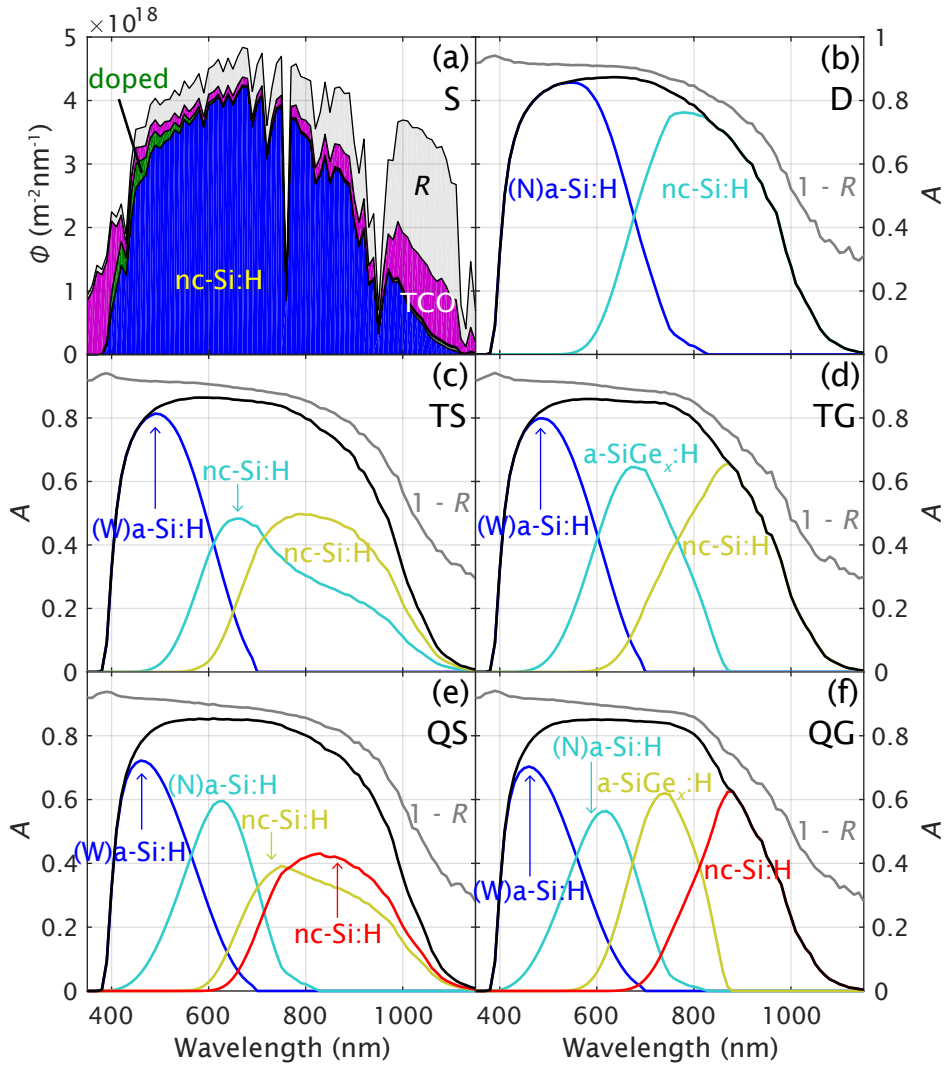 ×10¹⁸
5
4
3
2
1
0
Φ (m⁻²nm⁻¹)
doped
(a)
S
R
nc-Si:H
TCO
(b)
D
1
0.8
0.6
0.4
0.2
0
A
(N)a-Si:H
nc-Si:H
1 - R
(c)
TS
0.8
0.6
0.4
0.2
0
A
nc-Si:H
(W)a-Si:H
nc-Si:H
1 - R
(d)
TG
0.8
0.6
0.4
0.2
0
A
a-SiGeₓ:H
(W)a-Si:H
nc-Si:H
1 - R
(e)
QS
0.8
0.6
0.4
0.2
0
A
(N)a-Si:H
nc-Si:H
(W)a-Si:H
nc-Si:H
1 - R
400 600 800 1000
Wavelength (nm)
(f)
QG
0.8
0.6
0.4
0.2
0
A
(N)a-Si:H
a-SiGeₓ:H
(W)a-Si:H
nc-Si:H
1 - R
400 600 800 1000
Wavelength (nm)